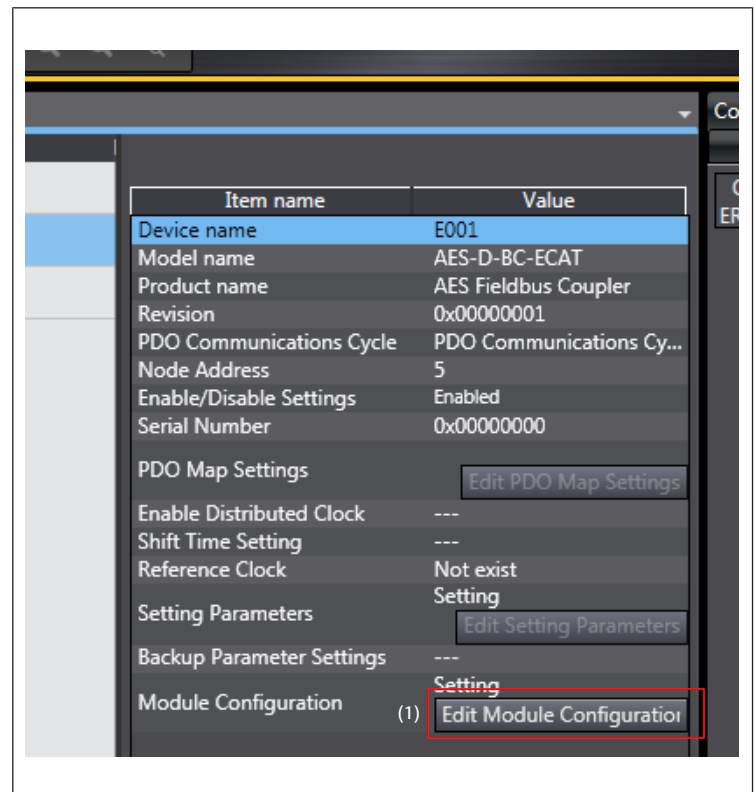 Co
Item name Value
ER
Device name E001
Model name AES-D-BC-ECAT
Product name AES Fieldbus Coupler
Revision 0x00000001
PDO Communications Cycle PDO Communications Cy...
Node Address 5
Enable/Disable Settings Enabled
Serial Number 0x00000000
PDO Map Settings Edit PDO Map Settings
Enable Distributed Clock ---
Shift Time Setting ---
Reference Clock Not exist
Setting
Setting Parameters Edit Setting Parameters
Backup Parameter Settings ---
Setting
Module Configuration (1) Edit Module Configuration